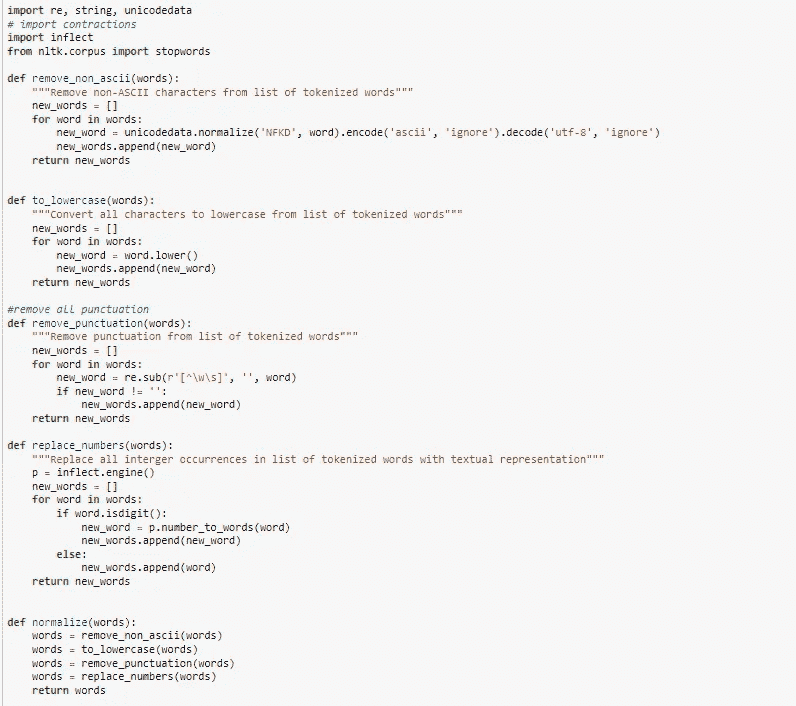 import re, string, unicodedata
# import contractions
import inflect
from nltk.corpus import stopwords

def remove_non_ascii(words):
    """Remove non-ASCII characters from list of tokenized words"""
    new_words = []
    for word in words:
        new_word = unicodedata.normalize('NFKD', word).encode('ascii', 'ignore').decode('utf-8', 'ignore')
        new_words.append(new_word)
    return new_words


def to_lowercase(words):
    """Convert all characters to lowercase from list of tokenized words"""
    new_words = []
    for word in words:
        new_word = word.lower()
        new_words.append(new_word)
    return new_words

#remove all punctuation
def remove_punctuation(words):
    """Remove punctuation from list of tokenized words"""
    new_words = []
    for word in words:
        new_word = re.sub(r'[^\w\s]', '', word)
        if new_word != '':
            new_words.append(new_word)
    return new_words

def replace_numbers(words):
    """Replace all interger occurrences in list of tokenized words with textual representation"""
    p = inflect.engine()
    new_words = []
    for word in words:
        if word.isdigit():
            new_word = p.number_to_words(word)
            new_words.append(new_word)
        else:
            new_words.append(word)
    return new_words


def normalize(words):
    words = remove_non_ascii(words)
    words = to_lowercase(words)
    words = remove_punctuation(words)
    words = replace_numbers(words)
    return words